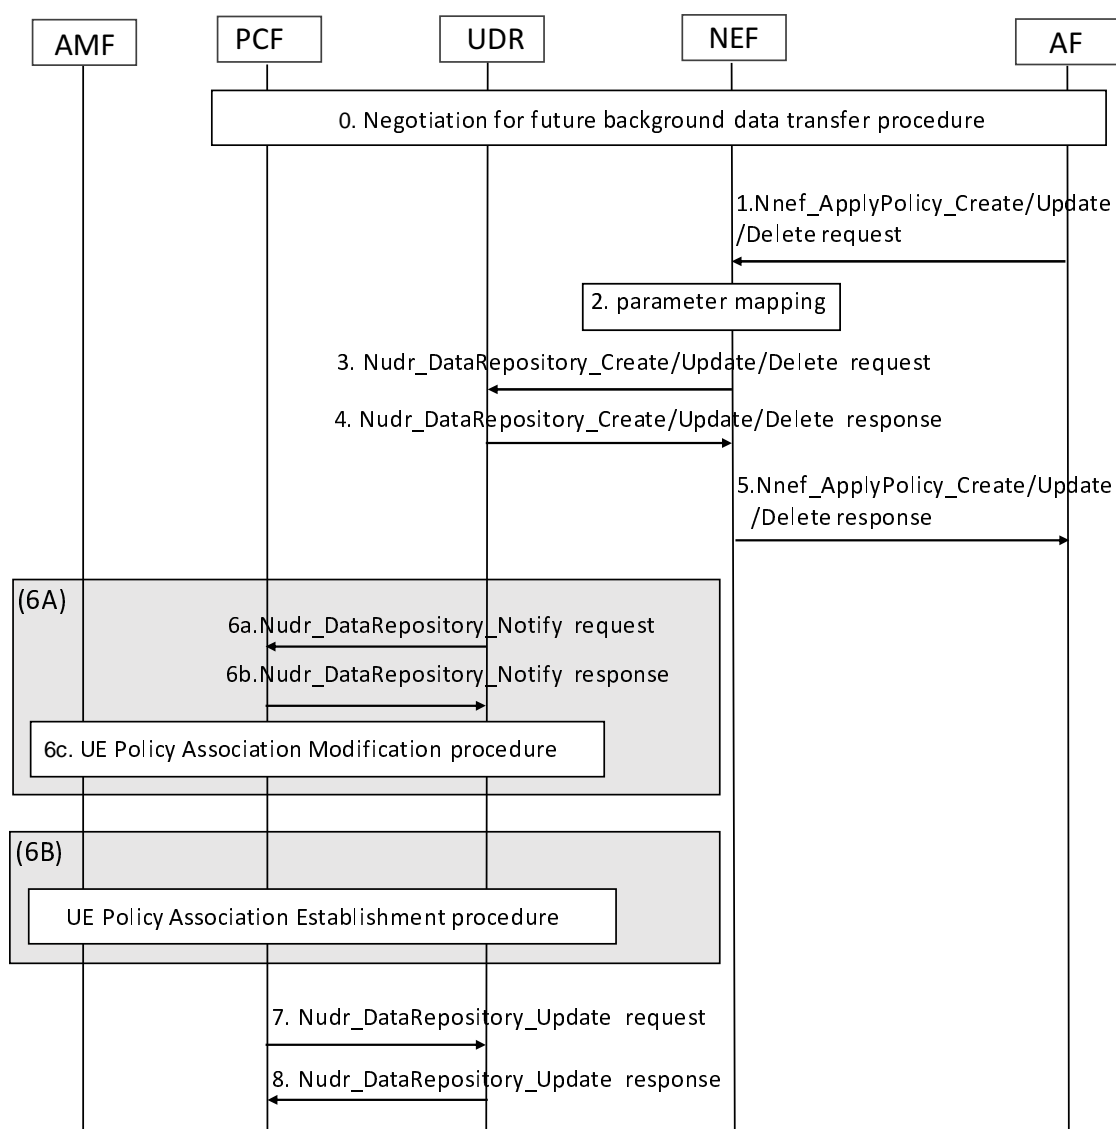 AMF
PCF
UDR
NEF
AF
0. Negotiation for future background data transfer procedure
1.Nnef_ApplyPolicy_Create/Update
/Delete request
2. parameter mapping
3. Nudr_DataRepository_Create/Update/Delete request
4. Nudr_DataRepository_Create/Update/Delete response
5.Nnef_ApplyPolicy_Create/Update
/Delete response
(6A)
6a.Nudr_DataRepository_Notify request
6b.Nudr_DataRepository_Notify response
6c. UE Policy Association Modification procedure
(6B)
UE Policy Association Establishment procedure
7. Nudr_DataRepository_Update request
8. Nudr_DataRepository_Update response